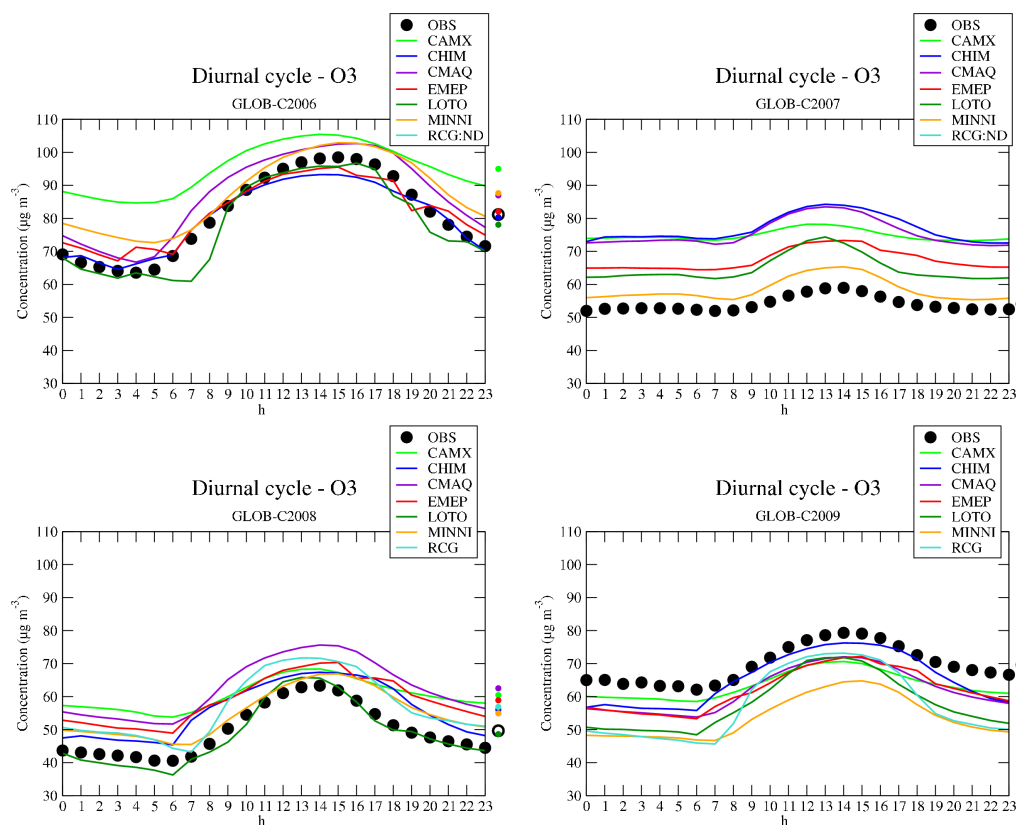 OBS
CAMX
CHIM
CMAQ
EMEP
LOTO
MINNI
RCG:ND
Diurnal cycle - O3
GLOB-C2006
Concentration (µg m⁻³)
110
100
90
80
70
60
50
40
30
0 1 2 3 4 5 6 7 8 9 10 11 12 13 14 15 16 17 18 19 20 21 22 23
h
OBS
CAMX
CHIM
CMAQ
EMEP
LOTO
MINNI
RCG:ND
Diurnal cycle - O3
GLOB-C2007
Concentration (µg m⁻³)
110
100
90
80
70
60
50
40
30
0 1 2 3 4 5 6 7 8 9 10 11 12 13 14 15 16 17 18 19 20 21 22 23
h
OBS
CAMX
CHIM
CMAQ
EMEP
LOTO
MINNI
RCG
Diurnal cycle - O3
GLOB-C2008
Concentration (µg m⁻³)
110
100
90
80
70
60
50
40
30
0 1 2 3 4 5 6 7 8 9 10 11 12 13 14 15 16 17 18 19 20 21 22 23
h
OBS
CAMX
CHIM
CMAQ
EMEP
LOTO
MINNI
RCG
Diurnal cycle - O3
GLOB-C2009
Concentration (µg m⁻³)
110
100
90
80
70
60
50
40
30
0 1 2 3 4 5 6 7 8 9 10 11 12 13 14 15 16 17 18 19 20 21 22 23
h